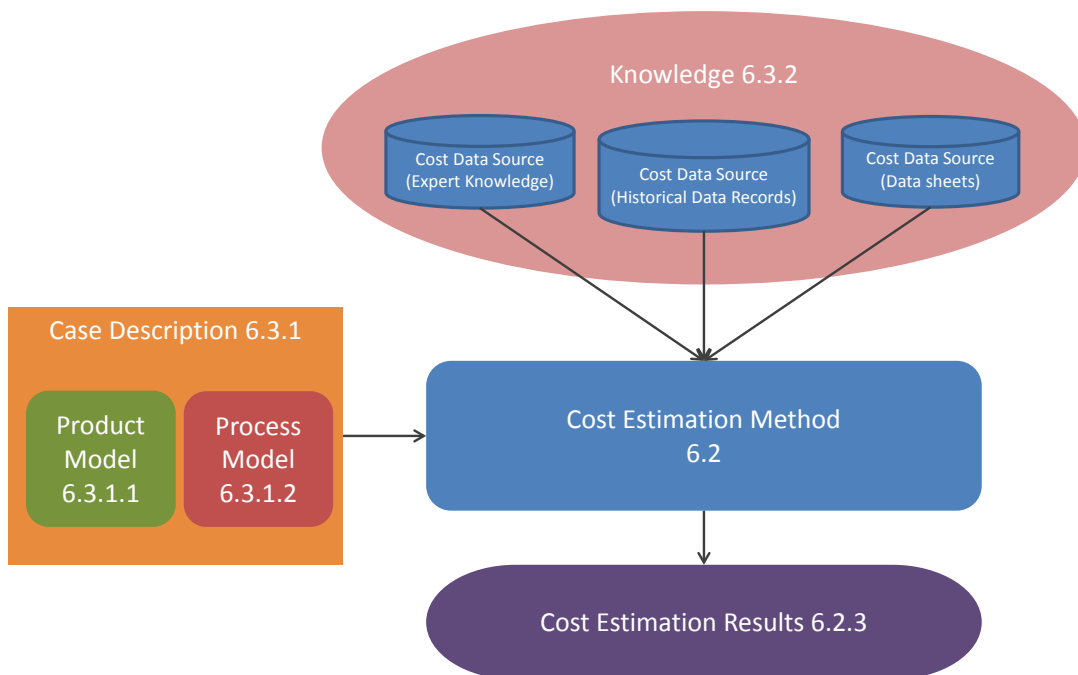 Knowledge 6.3.2
Cost Data Source
(Expert Knowledge)
Cost Data Source
(Historical Data Records)
Cost Data Source
(Data sheets)
Case Description 6.3.1
Product
Model
6.3.1.1
Process
Model
6.3.1.2
Cost Estimation Method
6.2
Cost Estimation Results 6.2.3